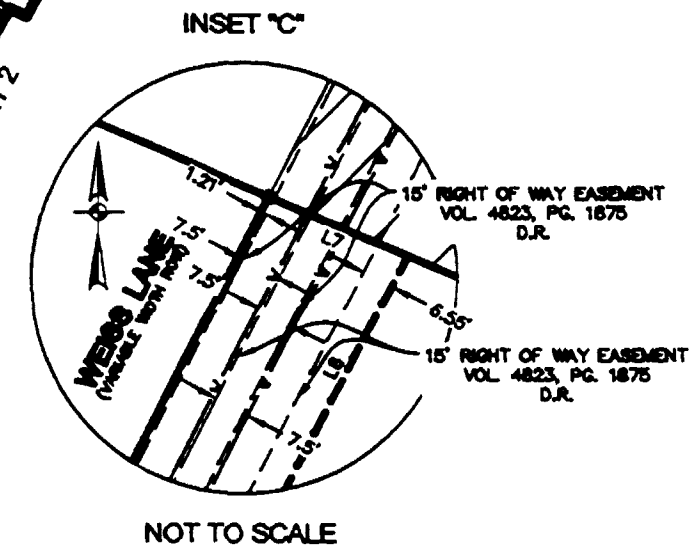 INSET "C"
1.21'
15' RIGHT OF WAY EASEMENT
VOL. 4823, PG. 1875
D.R.
7.5'
L7
7.5'
WEISS LANE
(VARIABLE WIDTH ROW)
6.55'
15' RIGHT OF WAY EASEMENT
VOL. 4823, PG. 1875
D.R.
L8
7.5'
NOT TO SCALE